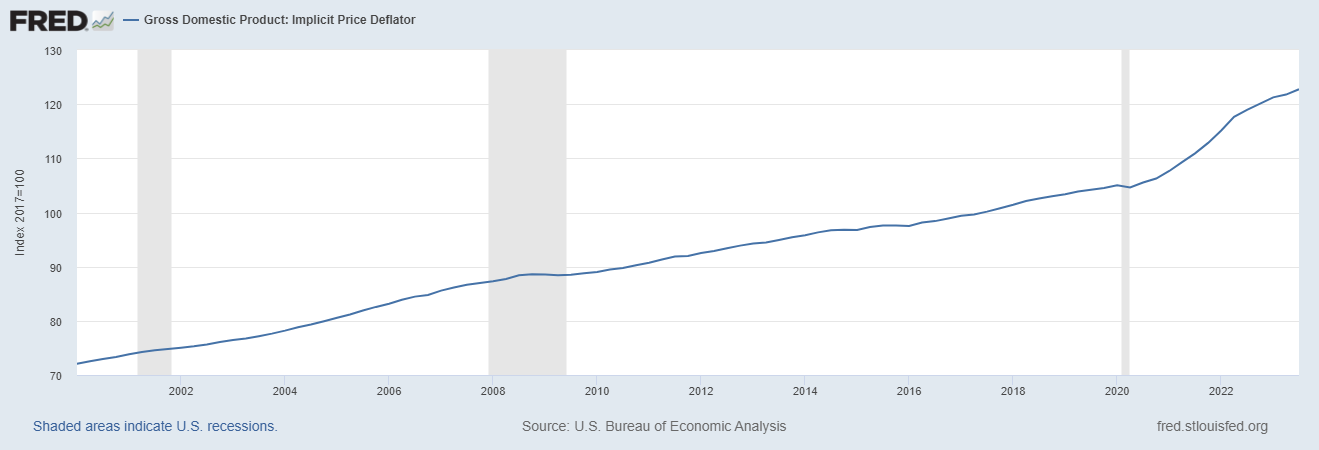 FRED Gross Domestic Product: Implicit Price Deflator
130
120
110
100
90
80
70
Index 2017=100
2002 2004 2006 2008 2010 2012 2014 2016 2018 2020 2022
Shaded areas indicate U.S. recessions. Source: U.S. Bureau of Economic Analysis fred.stlouisfed.org